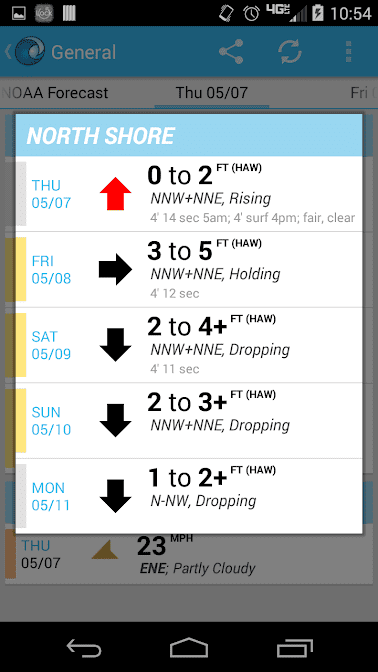 4G LTE 10:54
General
NOAA Forecast Thu 05/07 Fri
NORTH SHORE
THU
05/07
0 to 2 FT (HAW)
NNW+NNE, Rising
4' 14 sec 5am; 4' surf 4pm; fair, clear
FRI
05/08
3 to 5 FT (HAW)
NNW+NNE, Holding
4' 12 sec
SAT
05/09
2 to 4+ FT (HAW)
NNW+NNE, Dropping
4' 11 sec
SUN
05/10
2 to 3+ FT (HAW)
NNW+NNE, Dropping
MON
05/11
1 to 2+ FT (HAW)
N-NW, Dropping
THU
05/07
23 MPH
ENE; Partly Cloudy